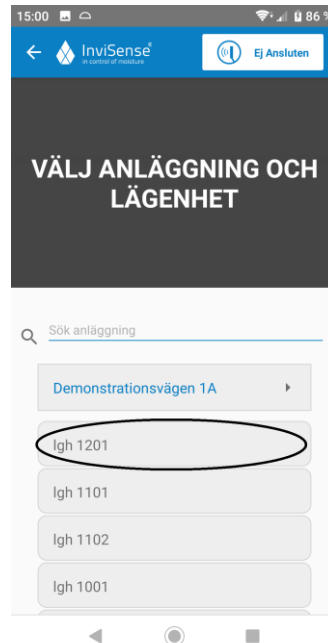 15:00 86 %
InviSense
in control of moisture
Ej Ansluten
VÄLJ ANLÄGGNING OCH
LÄGENHET
Sök anläggning
Demonstrationsvägen 1A
lgh 1201
lgh 1101
lgh 1102
lgh 1001